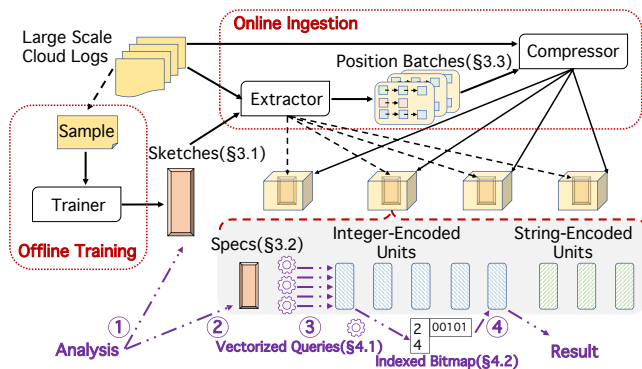 Online Ingestion
Large Scale
Cloud Logs
Compressor
Position Batches(§3.3)
Extractor
Sample
Sketches(§3.1)
Trainer
Offline Training
Specs(§3.2)
Integer-Encoded
Units
String-Encoded
Units
① ② ③ ④
2 00101
4
Vectorized Queries(§4.1)
Analysis
Indexed Bitmap(§4.2)
Result